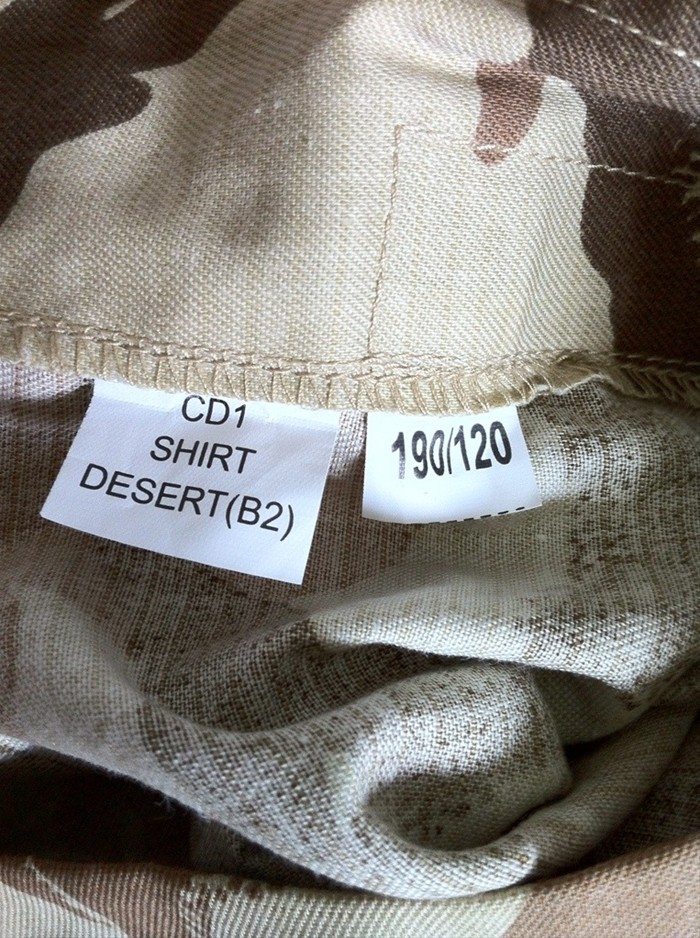 CD1
SHIRT
DESERT(B2)
190/120